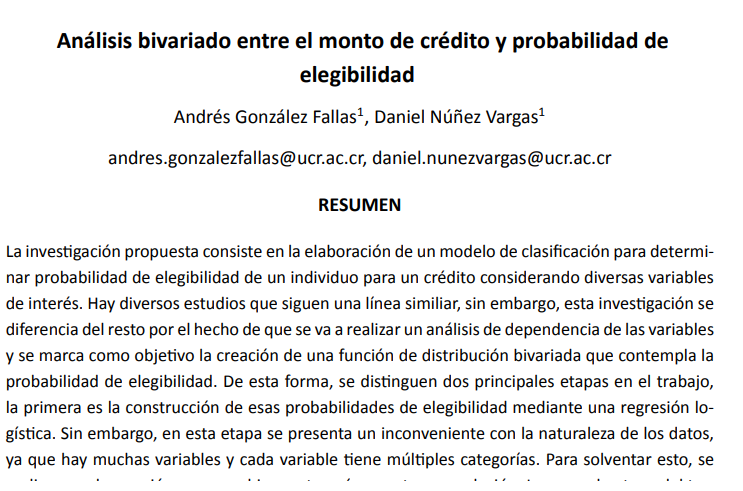 Análisis bivariado entre el monto de crédito y probabilidad de
elegibilidad
Andrés González Fallas1, Daniel Núñez Vargas1
andres.gonzalezfallas@ucr.ac.cr, daniel.nunezvargas@ucr.ac.cr
RESUMEN
La investigación propuesta consiste en la elaboración de un modelo de clasificación para determi-
nar probabilidad de elegibilidad de un individuo para un crédito considerando diversas variables
de interés. Hay diversos estudios que siguen una línea similiar, sin embargo, esta investigación se
diferencia del resto por el hecho de que se va a realizar un análisis de dependencia de las variables
y se marca como objetivo la creación de una función de distribución bivariada que contempla la
probabilidad de elegibilidad. De esta forma, se distinguen dos principales etapas en el trabajo,
la primera es la construcción de esas probabilidades de elegibilidad mediante una regresión lo-
gística. Sin embargo, en esta etapa se presenta un inconveniente con la naturaleza de los datos,
ya que hay muchas variables y cada variable tiene múltiples categorías. Para solventar esto, se